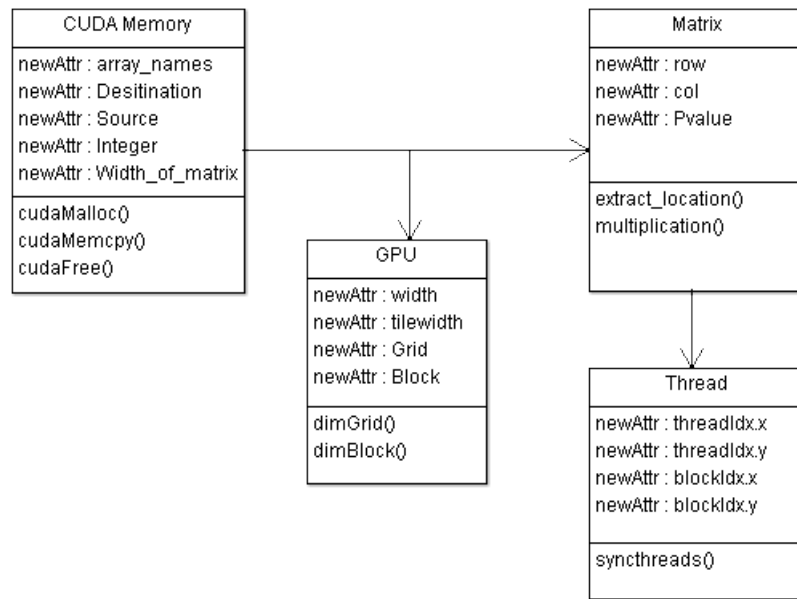 CUDA Memory
newAttr : array_names
newAttr : Desitination
newAttr : Source
newAttr : Integer
newAttr : Width_of_matrix
cudaMalloc()
cudaMemcpy()
cudaFree()
Matrix
newAttr : row
newAttr : col
newAttr : Pvalue
extract_location()
multiplication()
GPU
newAttr : width
newAttr : tilewidth
newAttr : Grid
newAttr : Block
dimGrid()
dimBlock()
Thread
newAttr : threadIdx.x
newAttr : threadIdx.y
newAttr : blockIdx.x
newAttr : blockIdx.y
syncthreads()